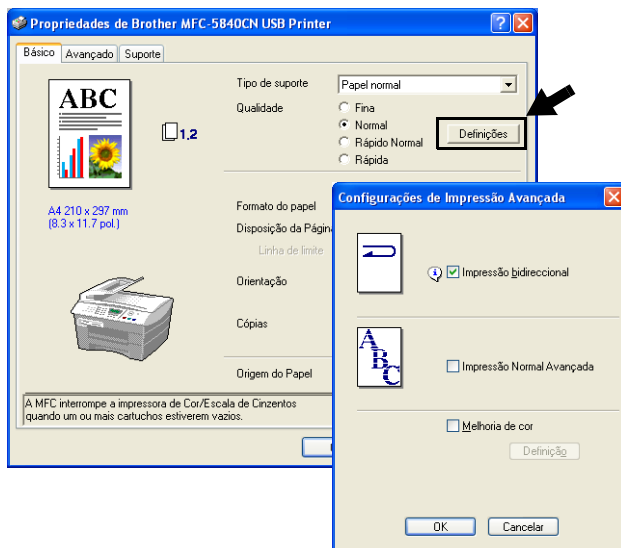 Propriedades de Brother MFC-5840CN USB Printer
Básico Avançado Suporte
ABC
1.2
A4 210 x 297 mm
(8.3 x 11.7 pol.)
Tipo de suporte Papel normal
Qualidade
Fina
Normal
Rápido Normal
Rápida
Definições
Formato do papel
Disposição da Págin
Linha de limite
Orientação
Cópias
Origem do Papel
A MFC interrompe a impressora de Cor/Escala de Cinzentos
quando um ou mais cartuchos estiverem vazios.
Configurações de Impressão Avançada
Impressão bidireccional
ABC
Impressão Normal Avançada
Melhoria de cor
Definição
OK Cancelar